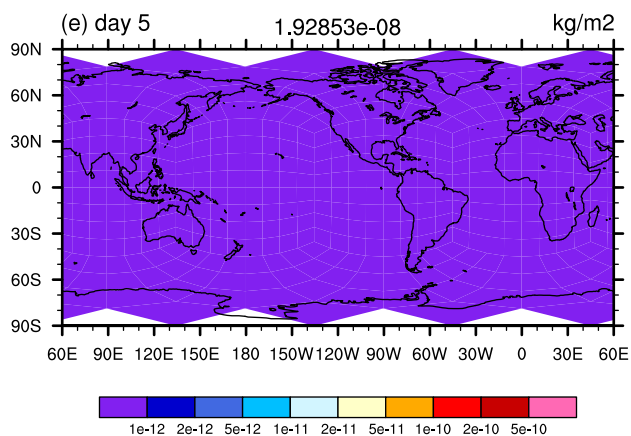 (e) day 5 1.92853e-08 kg/m2
90N
60N
30N
0
30S
60S
90S
60E 90E 120E 150E 180 150W 120W 90W 60W 30W 0 30E 60E
1e-12 2e-12 5e-12 1e-11 2e-11 5e-11 1e-10 2e-10 5e-10